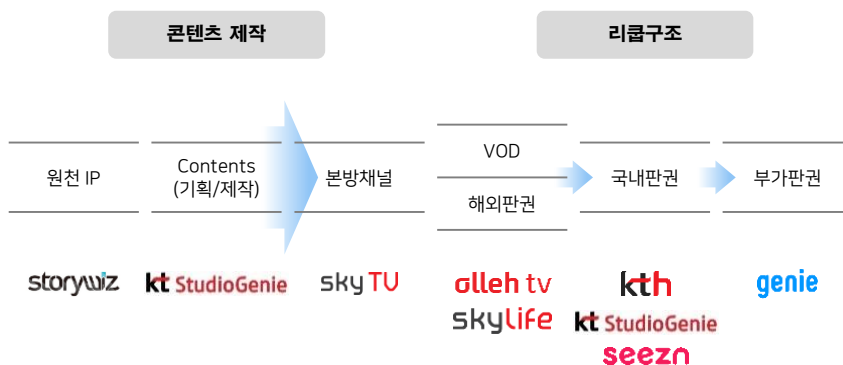 콘텐츠 제작
리쿱구조
원천 IP
Contents
(기획/제작)
본방채널
VOD
해외판권
국내판권
부가판권
storywiz
kt StudioGenie
sky TV
olleh tv
skylife
kth
kt StudioGenie
seezn
genie